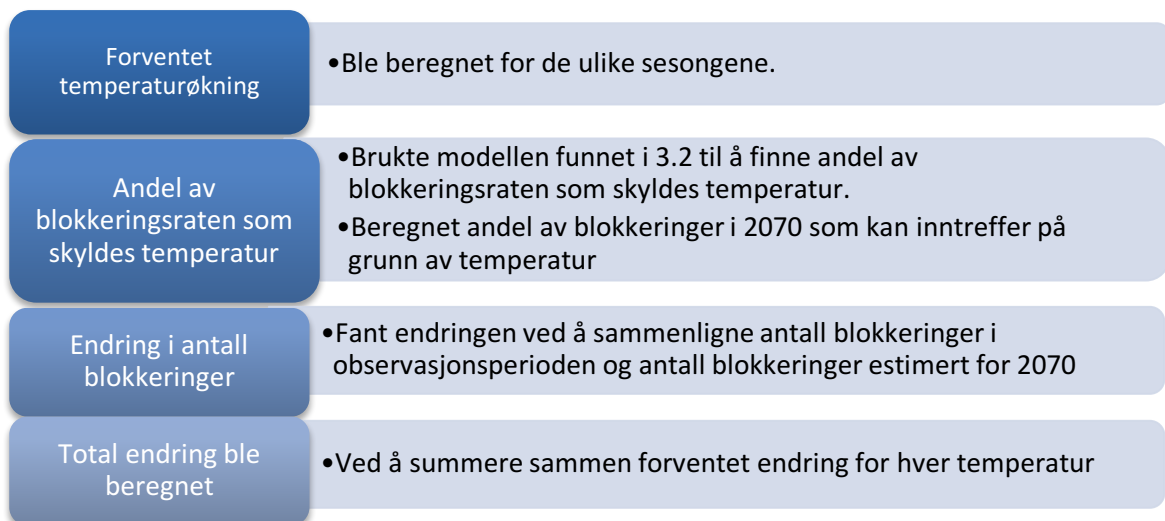 Forventet
temperaturøkning
•Ble beregnet for de ulike sesongene.
Andel av
blokkeringsraten som
skyldes temperatur
•Brukte modellen funnet i 3.2 til å finne andel av
blokkeringsraten som skyldes temperatur.
•Beregnet andel av blokkeringer i 2070 som kan inntreffer på
grunn av temperatur
Endring i antall
blokkeringer
•Fant endringen ved å sammenligne antall blokkeringer i
observasjonsperioden og antall blokkeringer estimert for 2070
Total endring ble
beregnet
•Ved å summere sammen forventet endring for hver temperatur